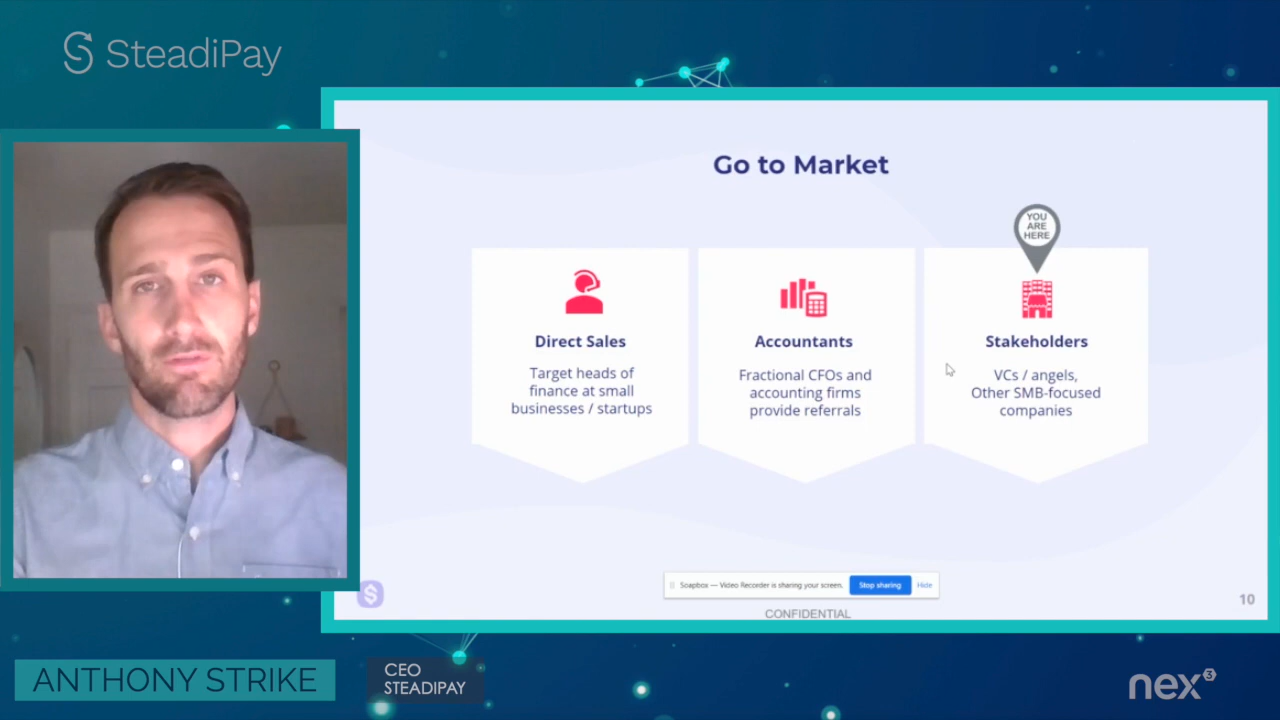 SteadiPay
Go to Market
YOU
ARE
HERE
Direct Sales
Target heads of
finance at small
businesses / startups
Accountants
Fractional CFOs and
accounting firms
provide referrals
Stakeholders
VCs / angels,
Other SMB-focused
companies
Soapbox — Video Recorder is sharing your screen.
Stop sharing
Hide
CONFIDENTIAL
10
ANTHONY STRIKE
CEO
STEADIPAY
nex3